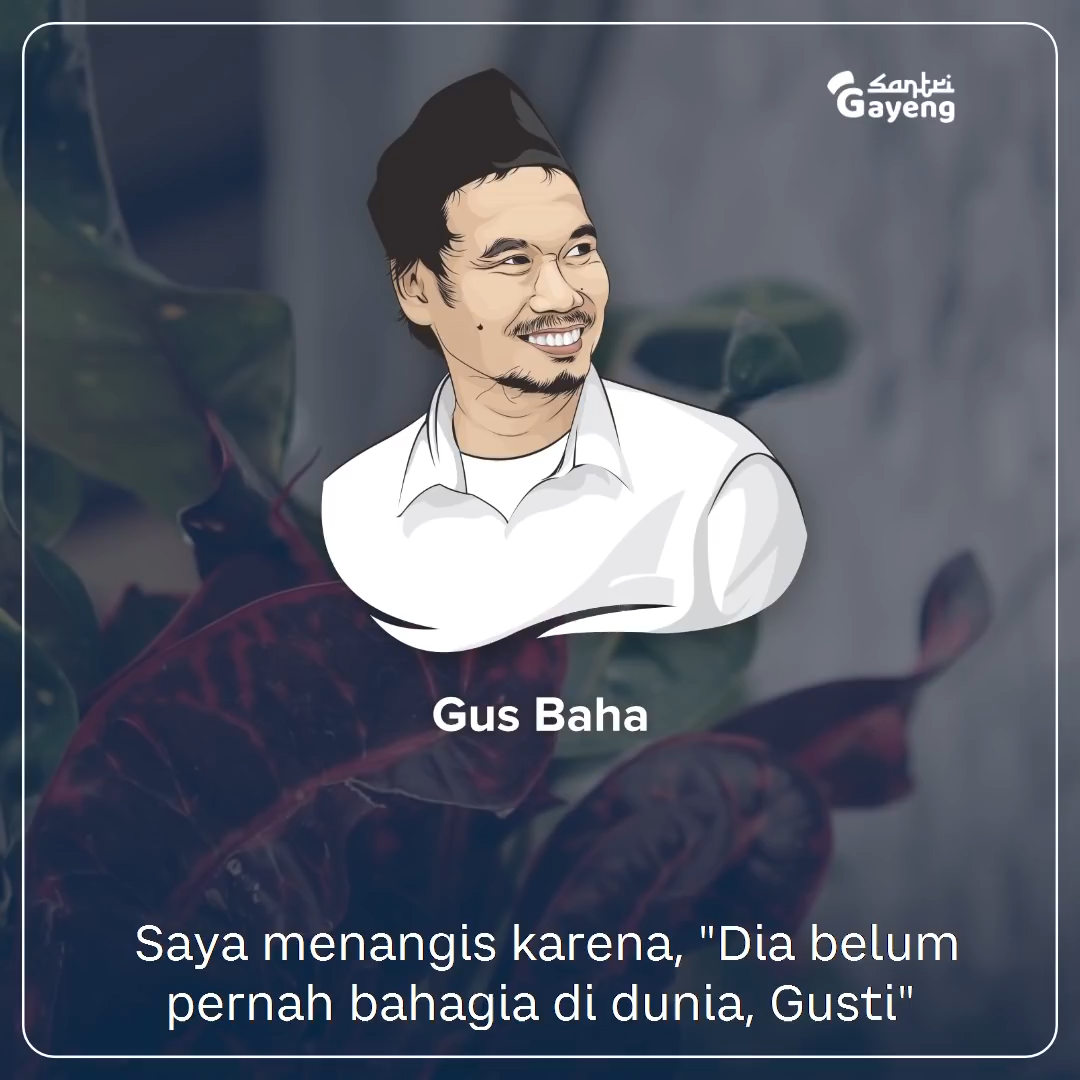 Santri
Gayeng
Gus Baha
Saya menangis karena, "Dia belum
pernah bahagia di dunia, Gusti"